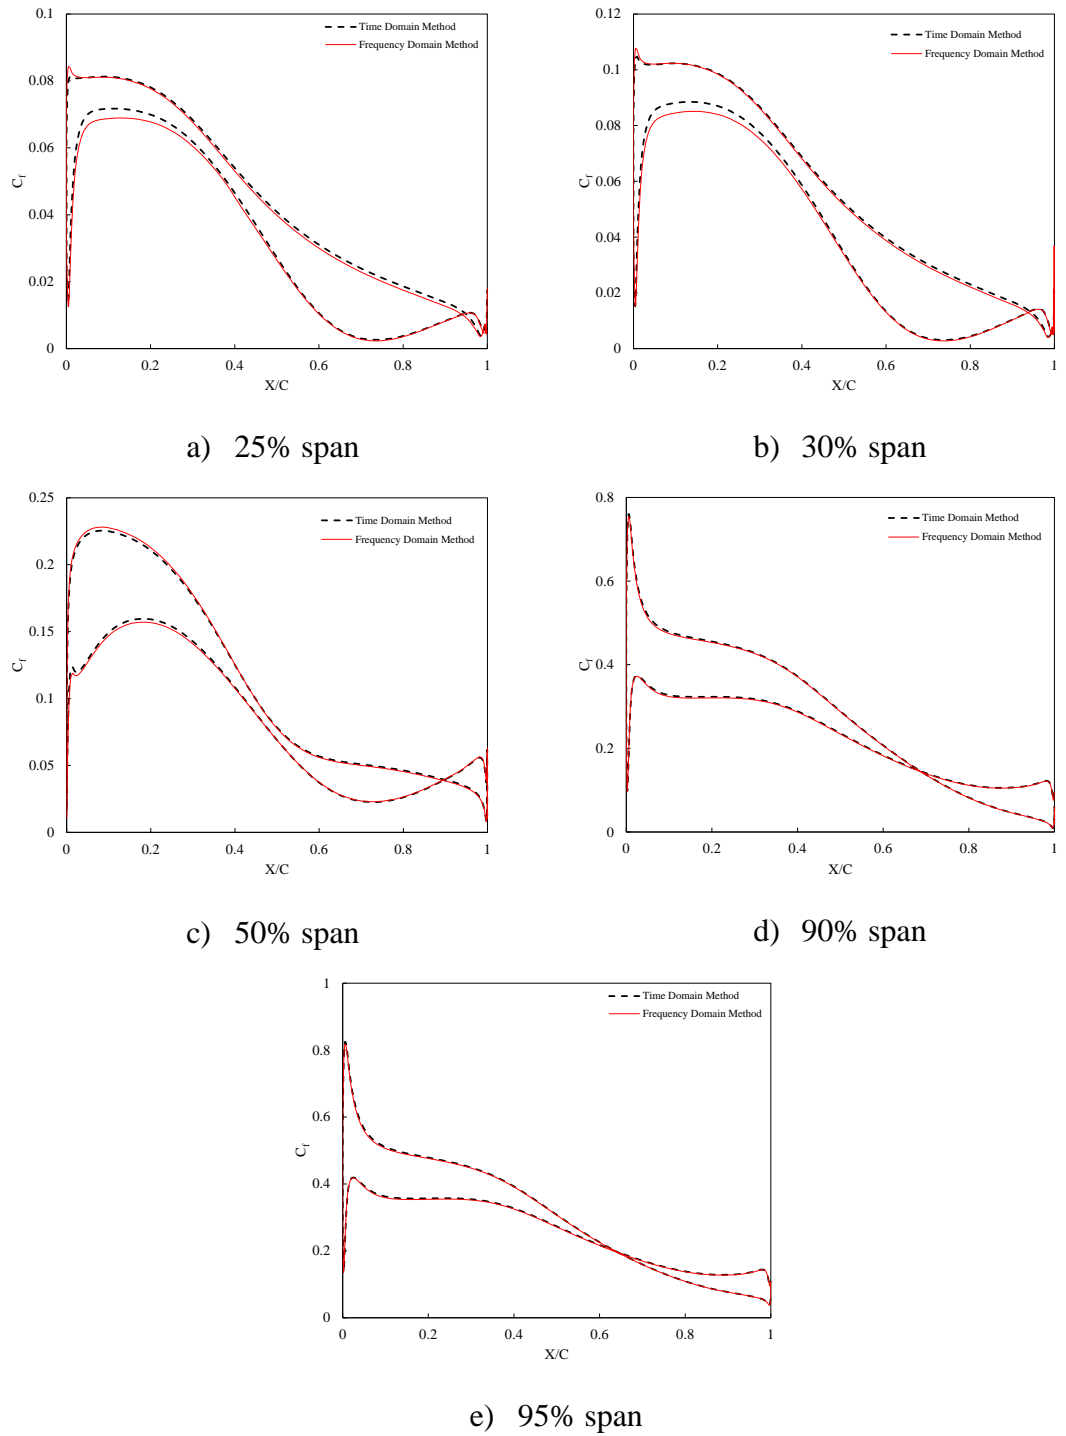 0.1
0.08
0.06
0.04
0.02
0
C_f
0 0.2 0.4 0.6 0.8 1
X/C
Time Domain Method
Frequency Domain Method
a) 25% span
0.12
0.1
0.08
0.06
0.04
0.02
0
C_f
0 0.2 0.4 0.6 0.8 1
X/C
Time Domain Method
Frequency Domain Method
b) 30% span
0.25
0.2
0.15
0.1
0.05
0
C_f
0 0.2 0.4 0.6 0.8 1
X/C
Time Domain Method
Frequency Domain Method
c) 50% span
0.8
0.6
0.4
0.2
0
C_f
0 0.2 0.4 0.6 0.8 1
X/C
Time Domain Method
Frequency Domain Method
d) 90% span
1
0.8
0.6
0.4
0.2
0
C_f
0 0.2 0.4 0.6 0.8 1
X/C
Time Domain Method
Frequency Domain Method
e) 95% span